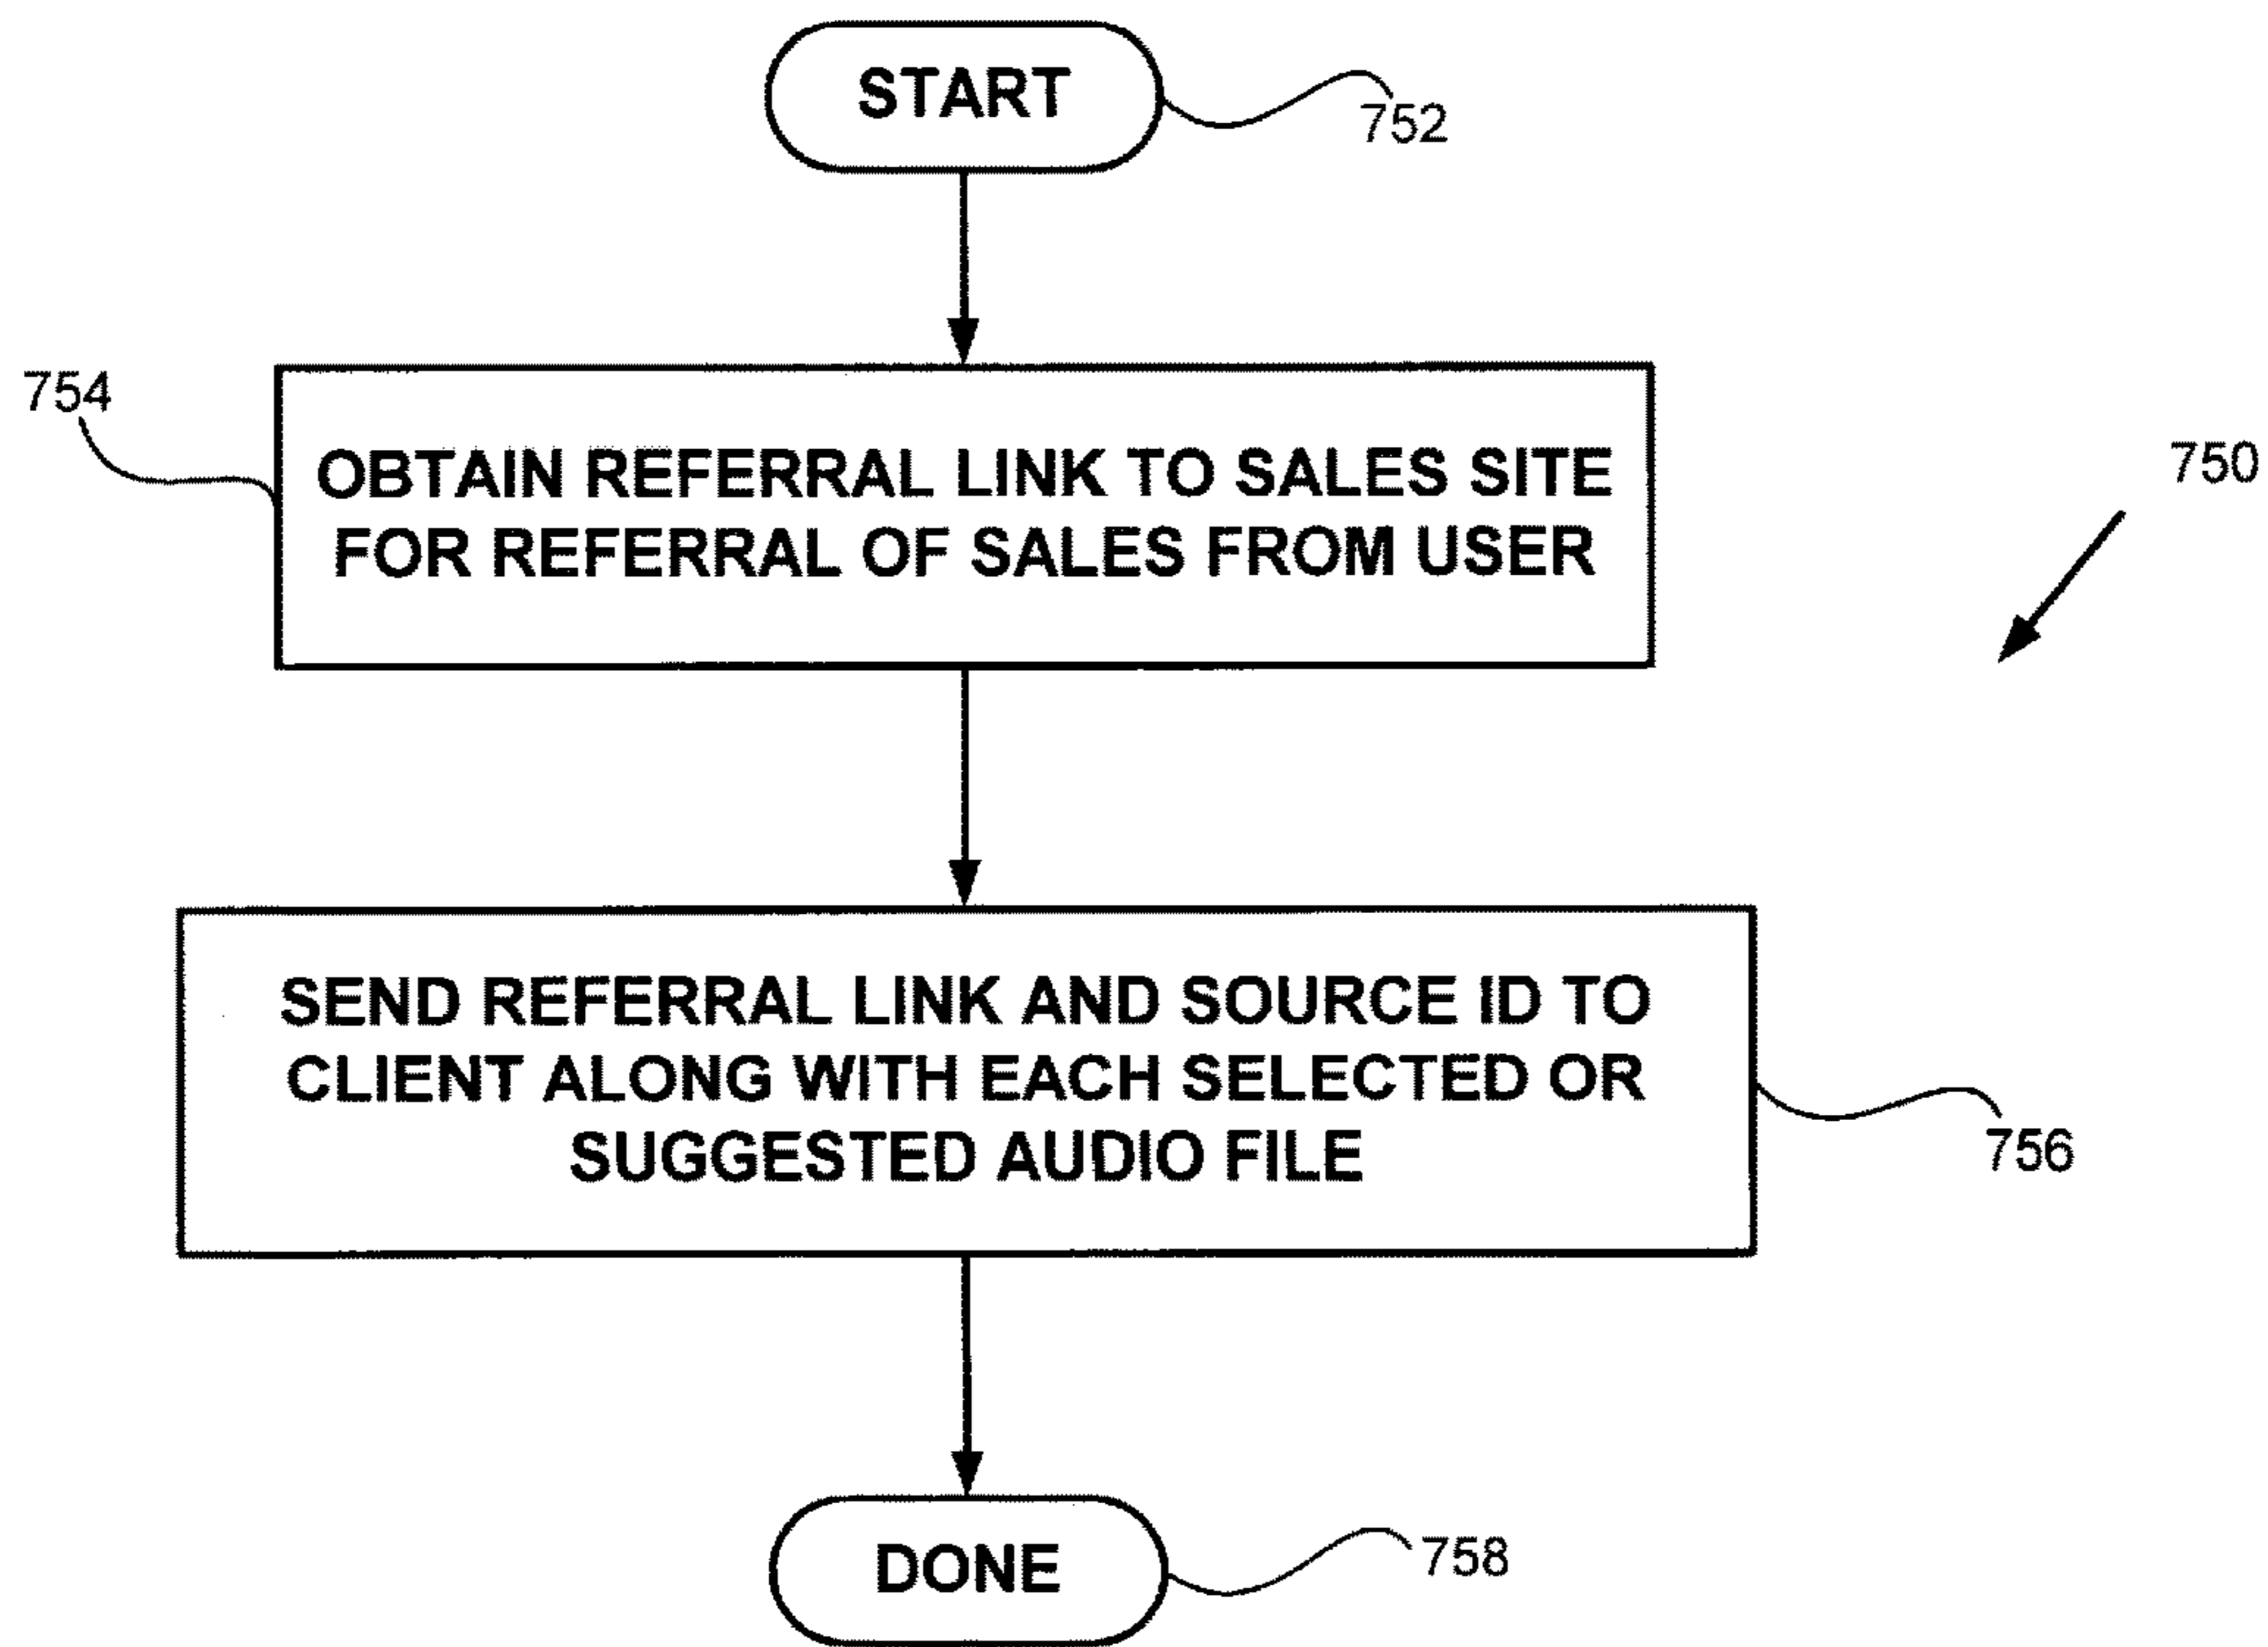 START
752
754
OBTAIN REFERRAL LINK TO SALES SITE
FOR REFERRAL OF SALES FROM USER
750
SEND REFERRAL LINK AND SOURCE ID TO
CLIENT ALONG WITH EACH SELECTED OR
SUGGESTED AUDIO FILE
756
DONE
758